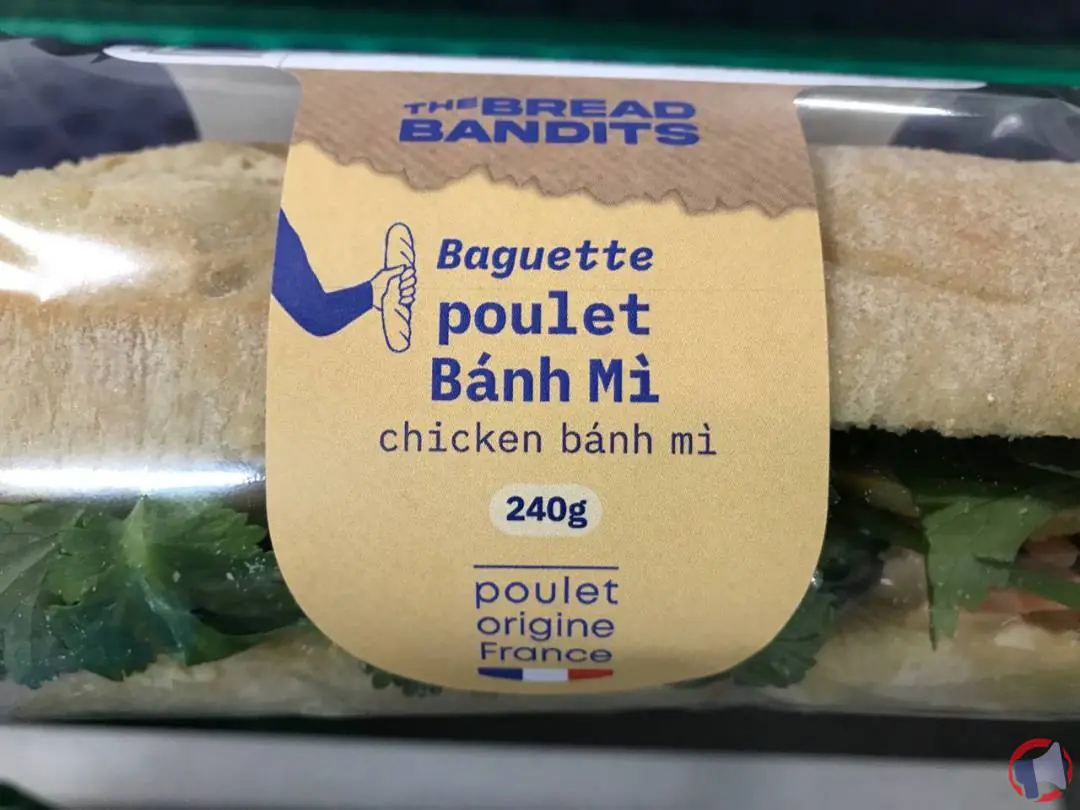 THE BREAD
BANDITS
Baguette
poulet
Bánh Mì
chicken bánh mì
240g
poulet
origine
France